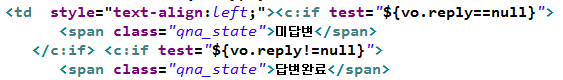 <td  style="text-align:left;"><c:if test="${vo.reply==null}">
<span class="qna_state">미답변</span>
</c:if> <c:if test="${vo.reply!=null}">
<span class="qna_state">답변완료</span>